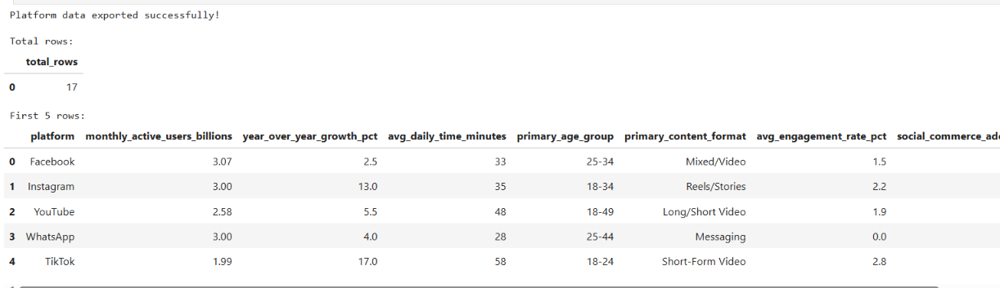 Platform data exported successfully!
Total rows:
total_rows
0 17
First 5 rows:
platform monthly_active_users_billions year_over_year_growth_pct avg_daily_time_minutes primary_age_group primary_content_format avg_engagement_rate_pct social_commerce_ado
0 Facebook 3.07 2.5 33 25-34 Mixed/Video 1.5
1 Instagram 3.00 13.0 35 18-34 Reels/Stories 2.2
2 YouTube 2.58 5.5 48 18-49 Long/Short Video 1.9
3 WhatsApp 3.00 4.0 28 25-44 Messaging 0.0
4 TikTok 1.99 17.0 58 18-24 Short-Form Video 2.8